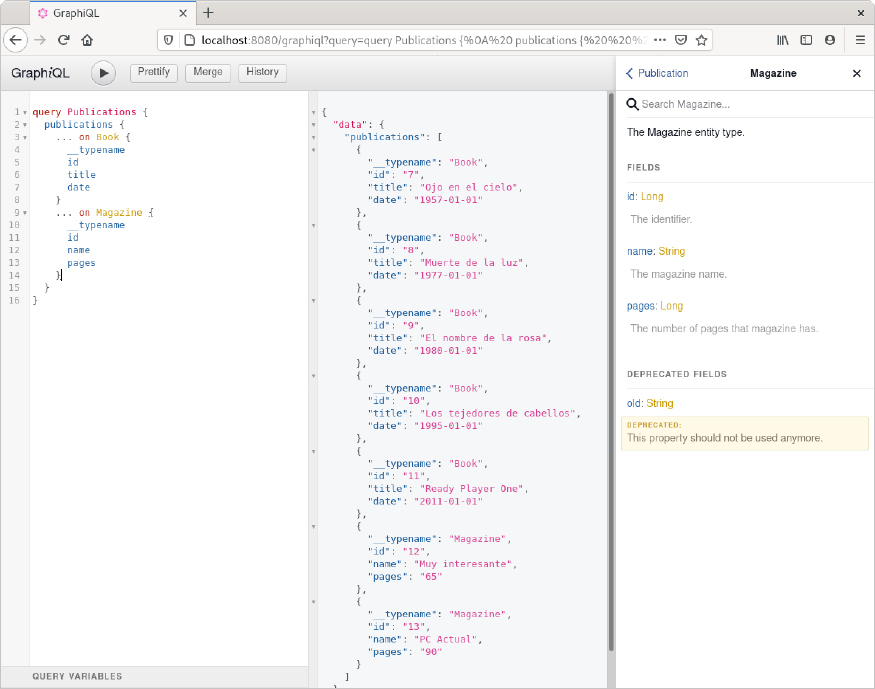 GraphiQL
localhost:8080/graphiql?query=query Publications {%0A%20 publications {%20%20%2
GraphiQL
Prettify
Merge
History
1 query Publications {
2 publications {
3 ... on Book {
4 __typename
5 id
6 title
7 date
8 }
9 ... on Magazine {
10 __typename
11 id
12 name
13 pages
14 }
15 }
16 }
QUERY VARIABLES
{
"data": {
"publications": [
{
"__typename": "Book",
"id": "7",
"title": "Ojo en el cielo",
"date": "1957-01-01"
},
{
"__typename": "Book",
"id": "8",
"title": "Muerte de la luz",
"date": "1977-01-01"
},
{
"__typename": "Book",
"id": "9",
"title": "El nombre de la rosa",
"date": "1980-01-01"
},
{
"__typename": "Book",
"id": "10",
"title": "Los tejedores de cabellos",
"date": "1995-01-01"
},
{
"__typename": "Book",
"id": "11",
"title": "Ready Player One",
"date": "2011-01-01"
},
{
"__typename": "Magazine",
"id": "12",
"name": "Muy interesante",
"pages": "65"
},
{
"__typename": "Magazine",
"id": "13",
"name": "PC Actual",
"pages": "90"
}
]
Publication
Magazine
Search Magazine...
The Magazine entity type.
FIELDS
id: Long
The identifier.
name: String
The magazine name.
pages: Long
The number of pages that magazine has.
DEPRECATED FIELDS
old: String
DEPRECATED:
This property should not be used anymore.